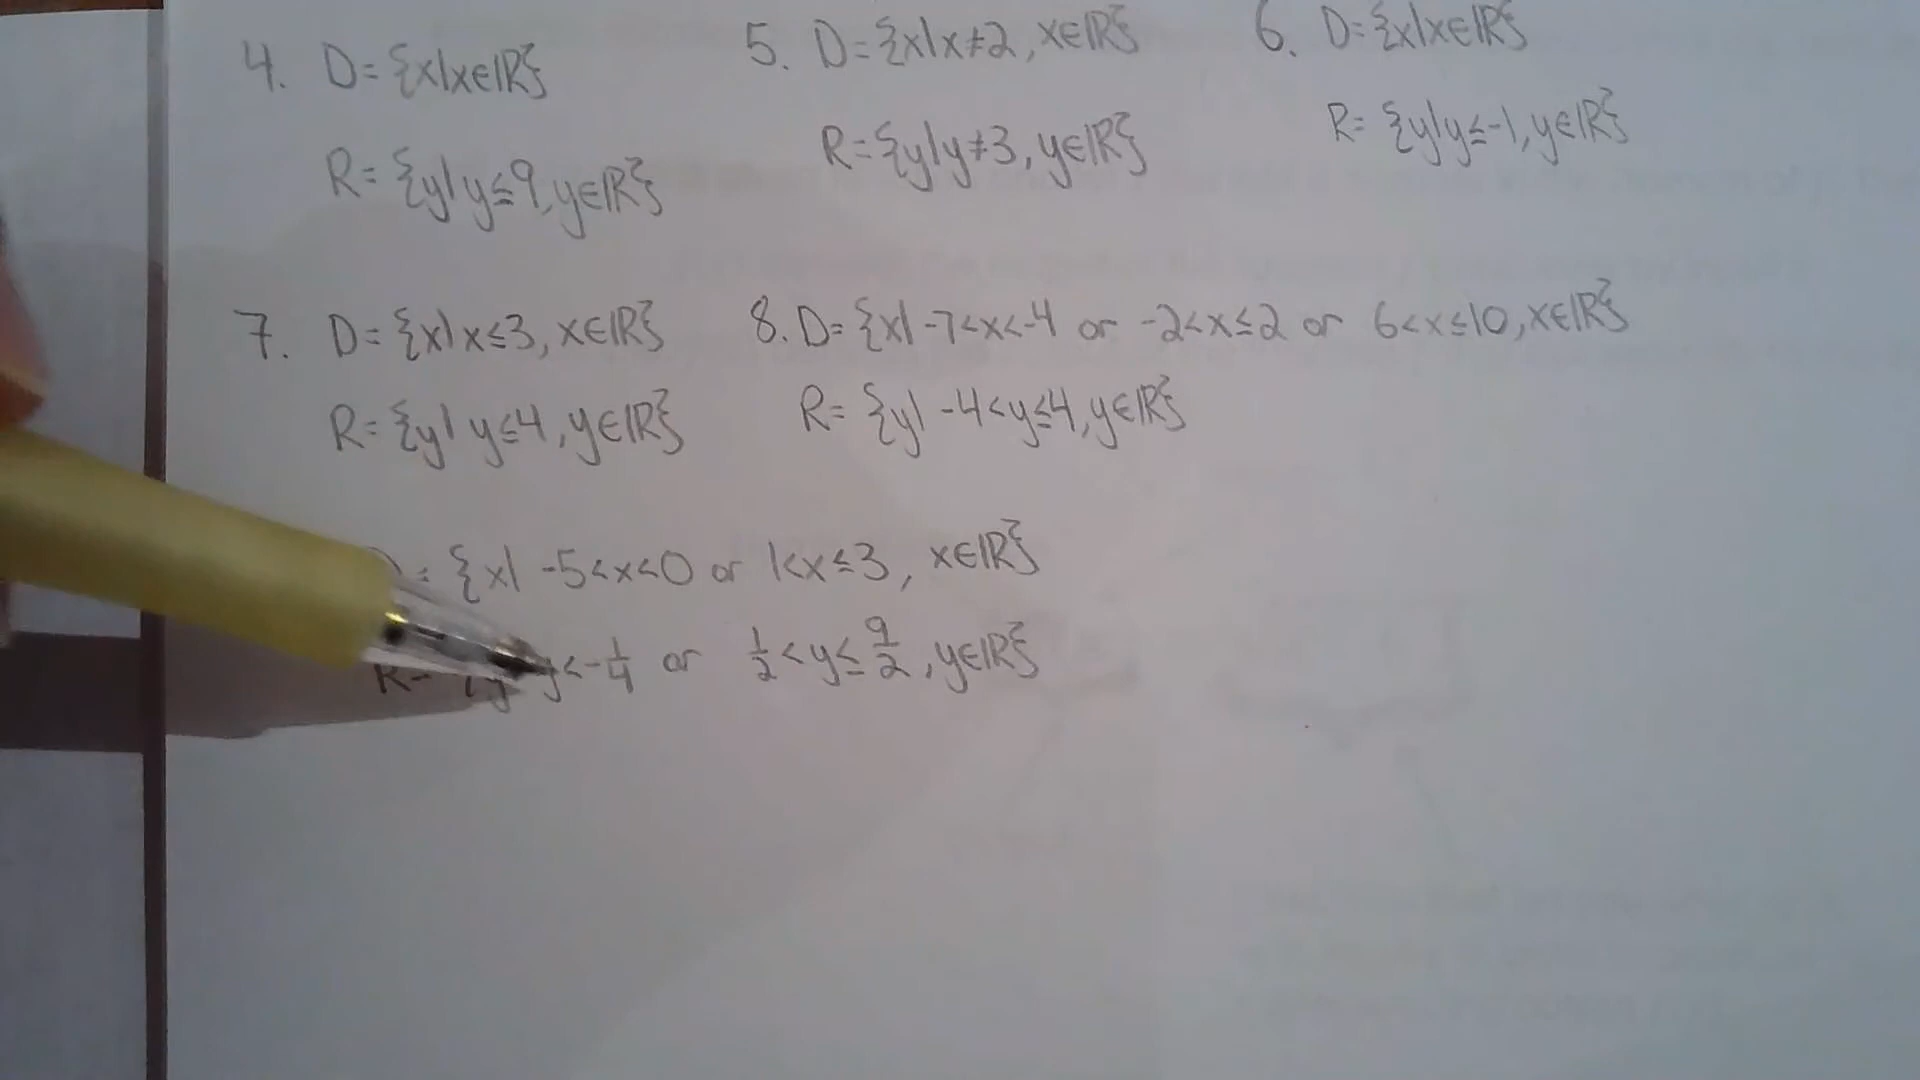 4. D={x|x∈ℝ}
R={y|y≤9,y∈ℝ}
5. D={x|x≠2, x∈ℝ}
R={y|y≠3, y∈ℝ}
6. D={x|x∈ℝ}
R= {y|y≤-1, y∈ℝ}
7. D={x|x≤3, x∈ℝ}
R={y|y≤4, y∈ℝ}
8. D={x|-7<x<-4 or -2<x≤2 or 6<x≤10, x∈ℝ}
R= {y|-4<y≤4, y∈ℝ}
= {x| -5<x<0 or 1<x≤3, x∈ℝ}
<-1/4 or 1/2<y≤9/2, y∈ℝ}